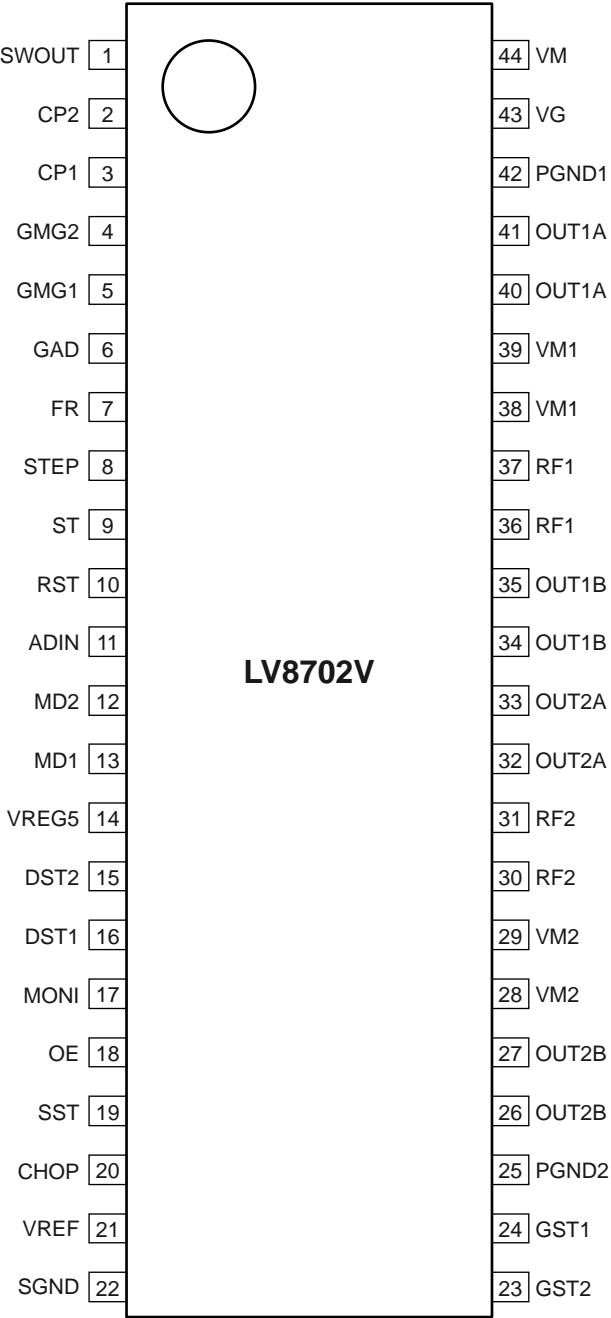 SWOUT 1 44 VM
CP2 2 43 VG
CP1 3 42 PGND1
GMG2 4 41 OUT1A
GMG1 5 40 OUT1A
GAD 6 39 VM1
FR 7 38 VM1
STEP 8 37 RF1
ST 9 36 RF1
RST 10 35 OUT1B
ADIN 11 34 OUT1B
LV8702V
MD2 12 33 OUT2A
MD1 13 32 OUT2A
VREG5 14 31 RF2
DST2 15 30 RF2
DST1 16 29 VM2
MONI 17 28 VM2
OE 18 27 OUT2B
SST 19 26 OUT2B
CHOP 20 25 PGND2
VREF 21 24 GST1
SGND 22 23 GST2